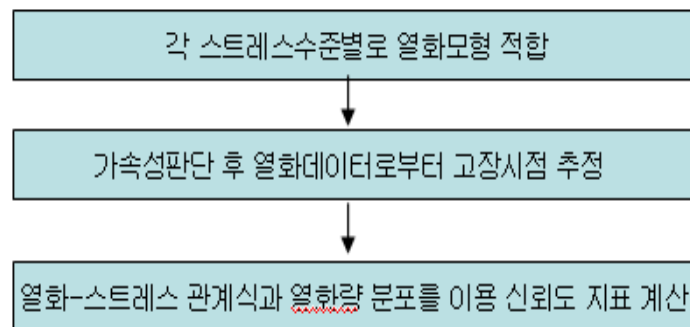 각 스트레스수준별로 열화모형 적합
가속성판단 후 열화데이터로부터 고장시점 추정
열화-스트레스 관계식과 열화량 분포를 이용 신뢰도 지표 계산